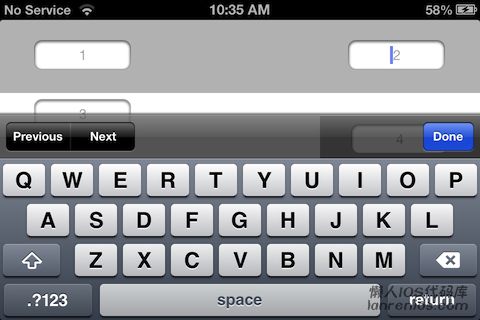 No Service 10:35 AM 58%
1 2
3
Previous Next 4 Done
Q W E R T Y U I O P
A S D F G H J K L
Z X C V B N M
.?123 space return
懒人IOS代码库
lanrenios.com